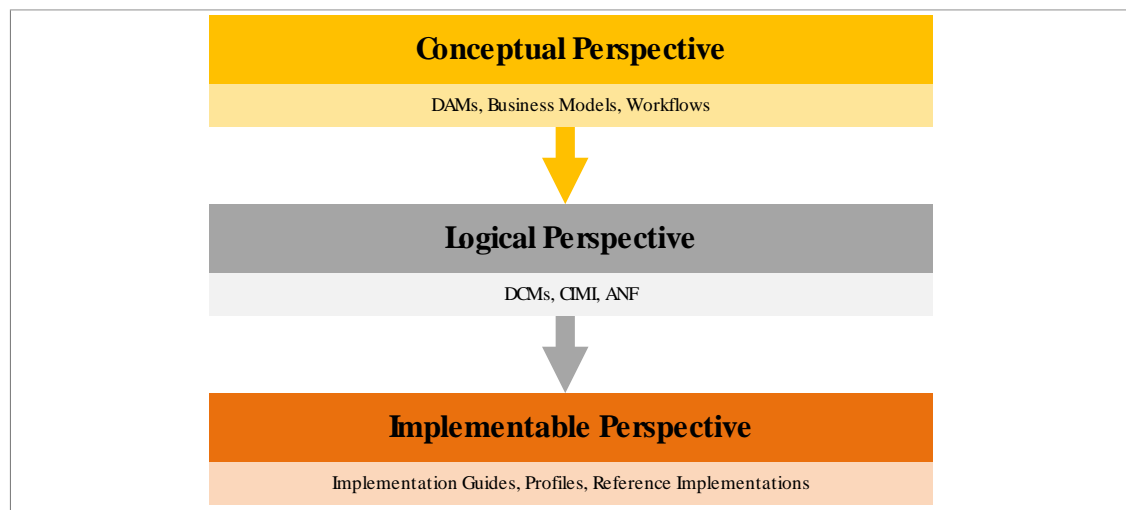 Conceptual Perspective
DAMs, Business Models, Workflows
Logical Perspective
DCMs, CIMI, ANF
Implementable Perspective
Implementation Guides, Profiles, Reference Implementations